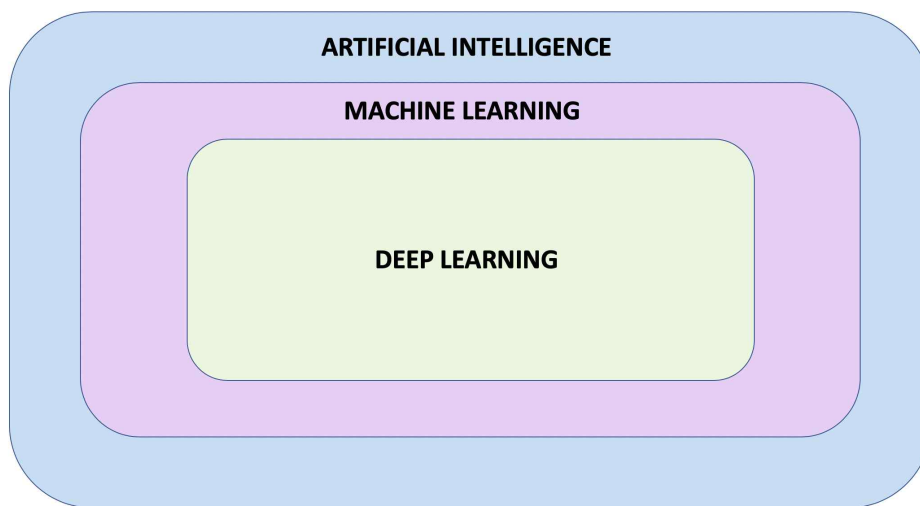 ARTIFICIAL INTELLIGENCE
MACHINE LEARNING
DEEP LEARNING